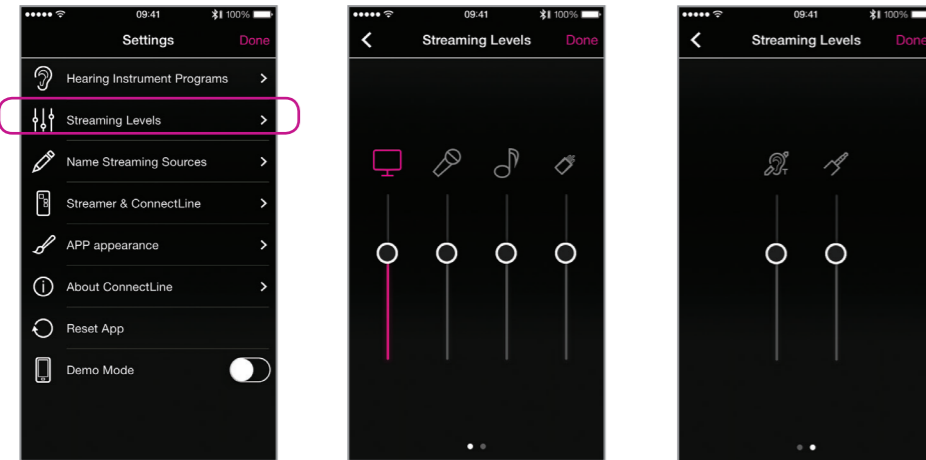 09:41 100%
Settings Done
Hearing Instrument Programs
Streaming Levels
Name Streaming Sources
Streamer & ConnectLine
APP appearance
About ConnectLine
Reset App
Demo Mode
09:41 100%
Streaming Levels Done
09:41 100%
Streaming Levels Done
T